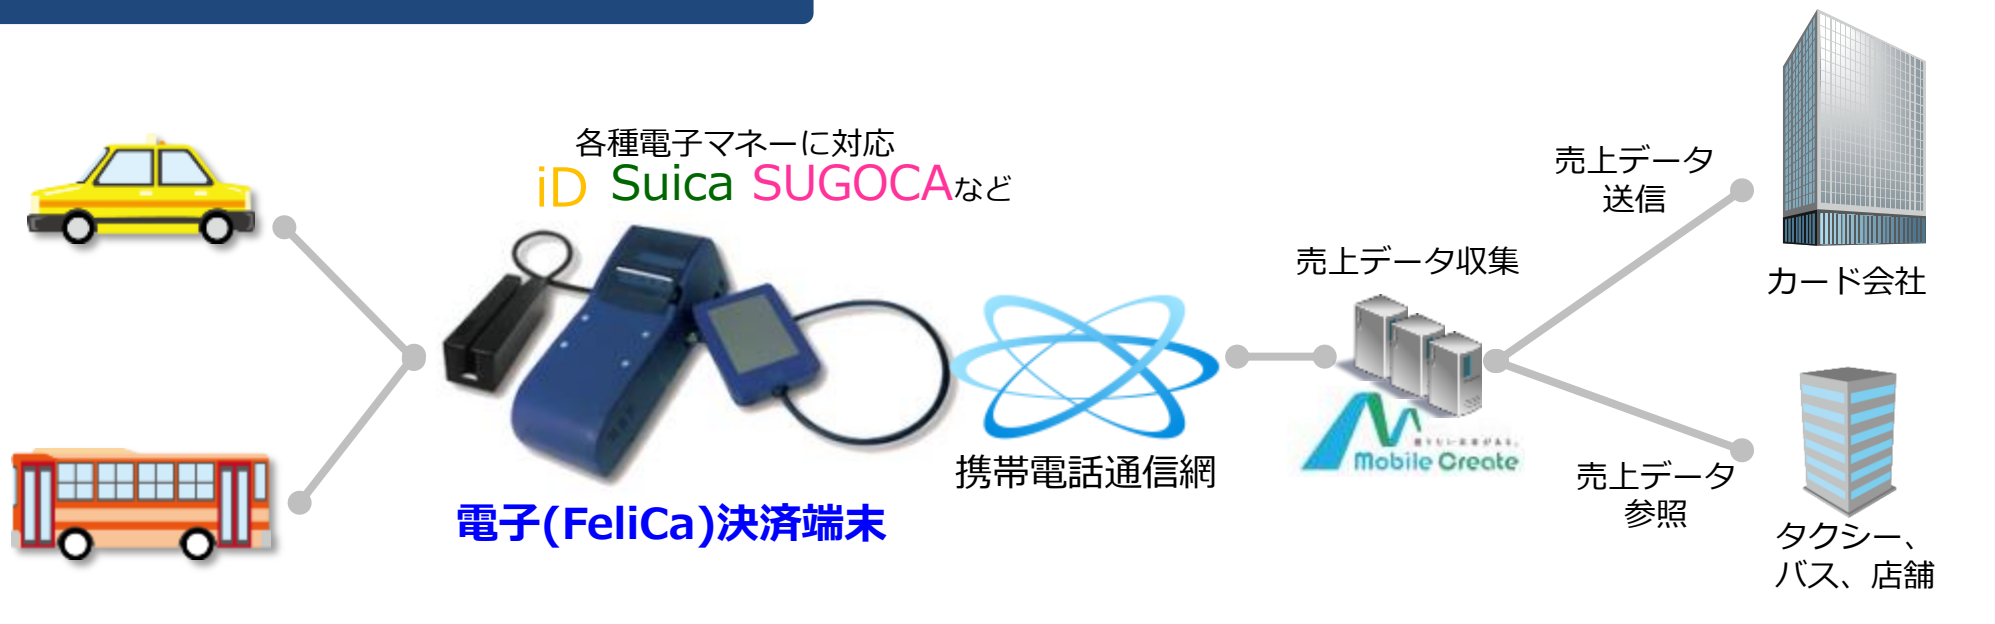 各種電子マネーに対応
iD Suica SUGOCAなど
電子(FeliCa)決済端末
携帯電話通信網
売上データ収集
Mobile Create
売上データ
送信
カード会社
売上データ
参照
タクシー、
バス、店舗